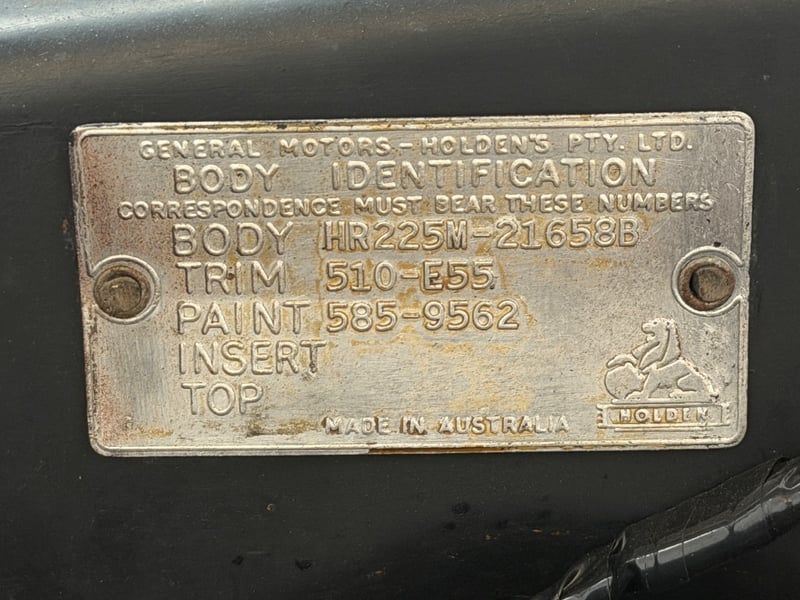 GENERAL MOTORS-HOLDEN'S PTY. LTD.
BODY IDENTIFICATION
CORRESPONDENCE MUST BEAR THESE NUMBERS
BODY HR225M-21658B
TRIM 510-E55
PAINT 585-9562
INSERT
TOP
HOLDEN
MADE IN AUSTRALIA